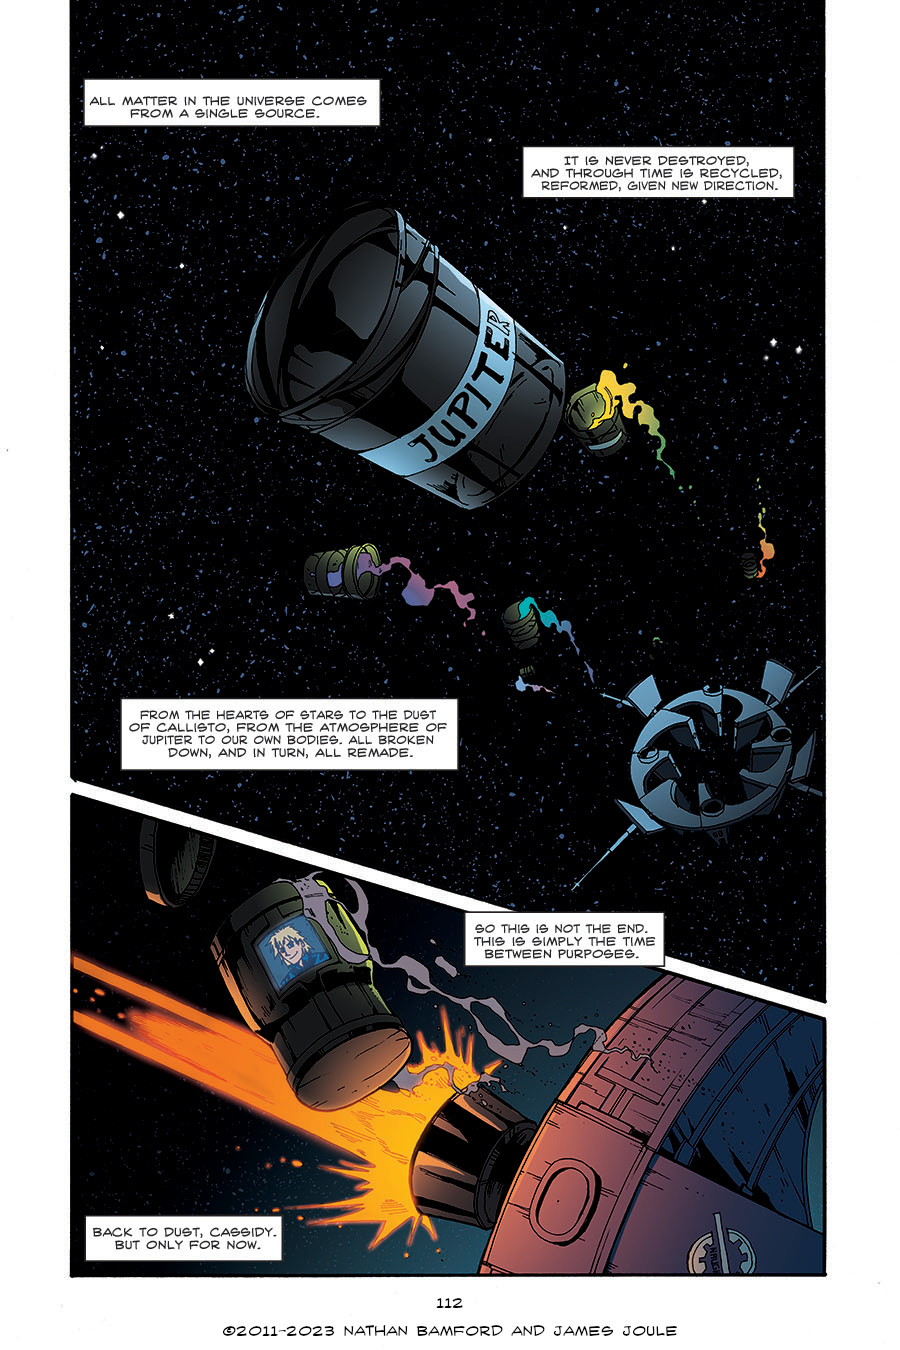 ALL MATTER IN THE UNIVERSE COMES
FROM A SINGLE SOURCE.
IT IS NEVER DESTROYED,
AND THROUGH TIME IS RECYCLED,
REFORMED, GIVEN NEW DIRECTION.
JUPITER
FROM THE HEARTS OF STARS TO THE DUST
OF CALLISTO, FROM THE ATMOSPHERE OF
JUPITER TO OUR OWN BODIES. ALL BROKEN
DOWN, AND IN TURN, ALL REMADE.
SO THIS IS NOT THE END.
THIS IS SIMPLY THE TIME
BETWEEN PURPOSES.
BACK TO DUST, CASSIDY.
BUT ONLY FOR NOW.
112
©2011-2023 NATHAN BAMFORD AND JAMES JOULE